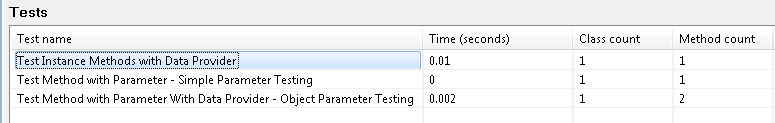 Tests
Test name Time (seconds) Class count Method count
Test Instance Methods with Data Provider 0.01 1 1
Test Method with Parameter - Simple Parameter Testing 0 1 1
Test Method with Parameter With Data Provider - Object Parameter Testing 0.002 1 2